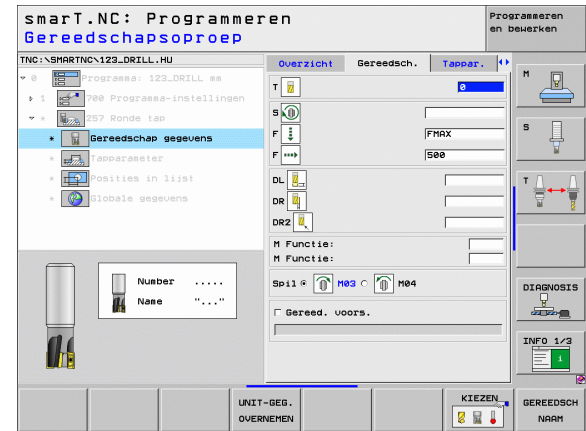 smarT.NC: Programmeren
Gereedschapsoproep
Programmeren
en bewerken
TNC:\SMARTNC\123_DRILL.HU
0 Programma: 123_DRILL mm
1 700 Programma-instellingen
* 257 Ronde tap
* Gereedschap gegevens
* Tapparameter
* Posities in lijst
* Globale gegevens
Number .....
Name "..."
Overzicht Gereedsch. Tappar.
T 0
S
F FMAX
F 500
DL
DR
DR2
M Functie:
M Functie:
Spil M03 M04
Gereed. voors.
M
S
T
DIAGNOSIS
INFO 1/3
1
UNIT-GEG.
OVERNEMEN
KIEZEN
GEREEDSCH
NAAM